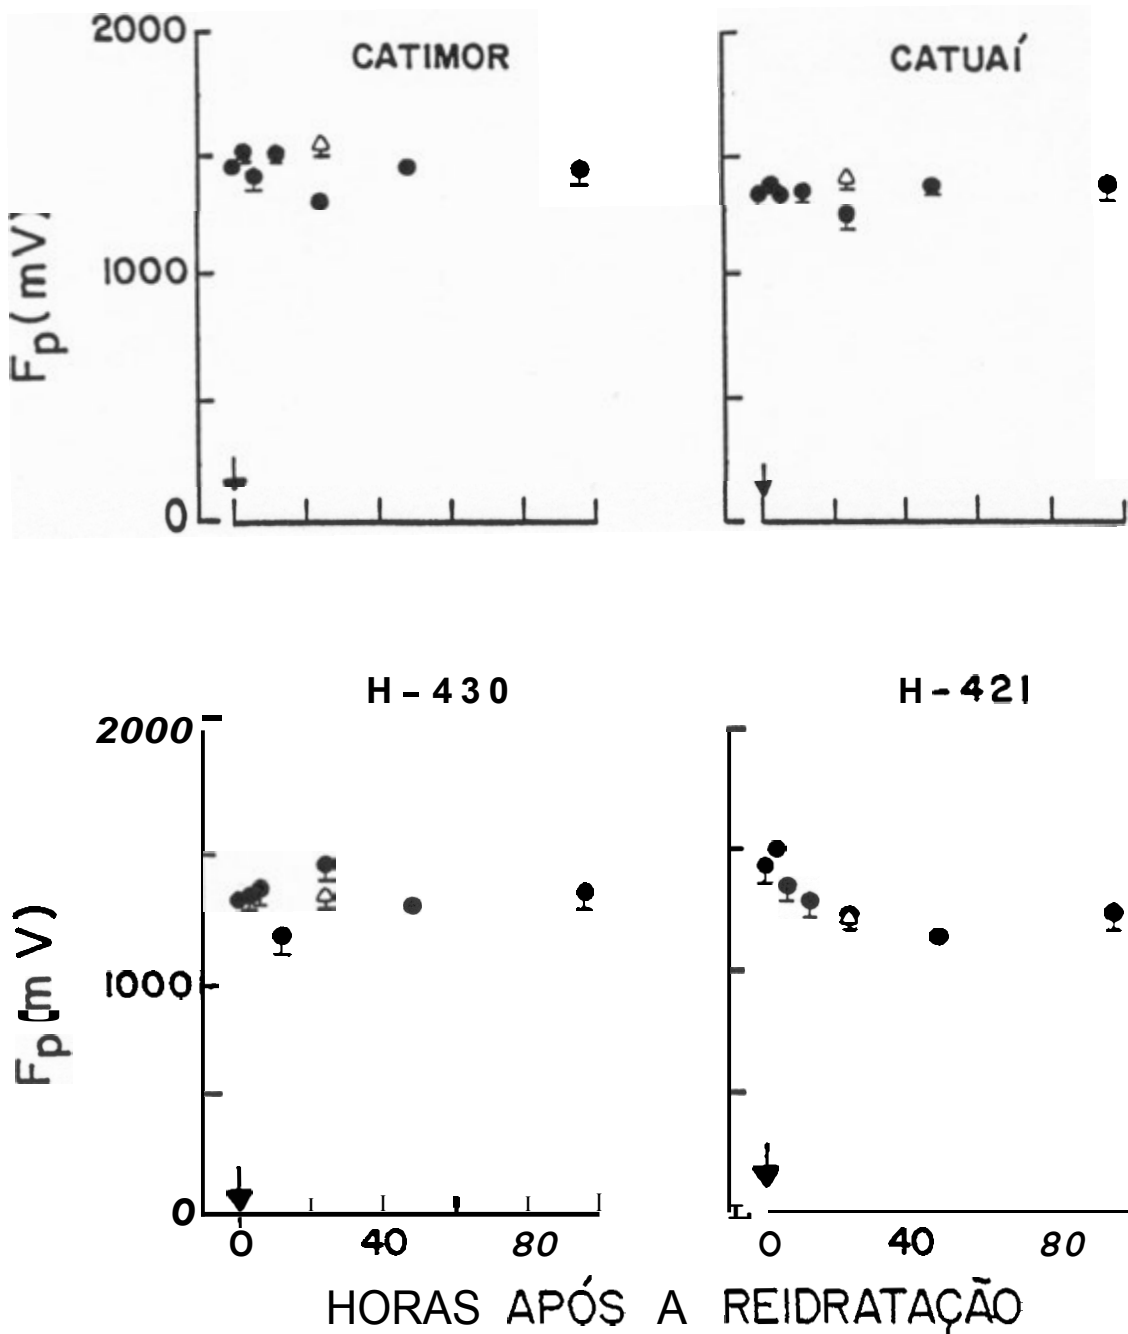 2000
CATIMOR
CATUAÍ
Fp(mV)
1000
0
H-430
H-421
2000
Fp(mV)
1000
0
0 40 80
0 40 80
HORAS APÓS A REIDRATAÇÃO